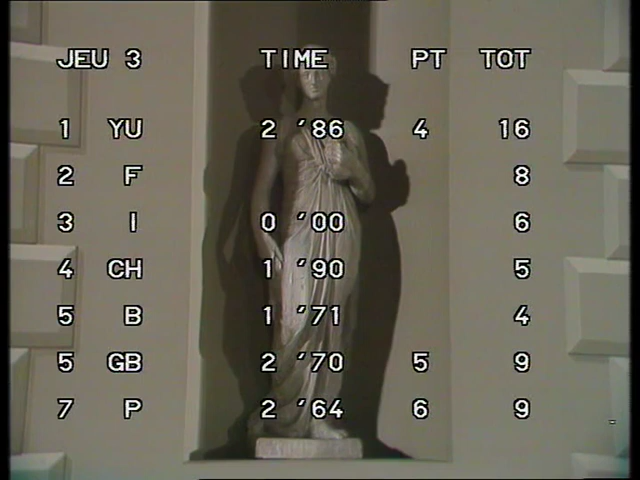 JEU 3 TIME PT TOT
1 YU 2 '86 4 16
2 F 8
3 I 0 '00 6
4 CH 1 '90 5
5 B 1 '71 4
5 GB 2 '70 5 9
7 P 2 '64 6 9